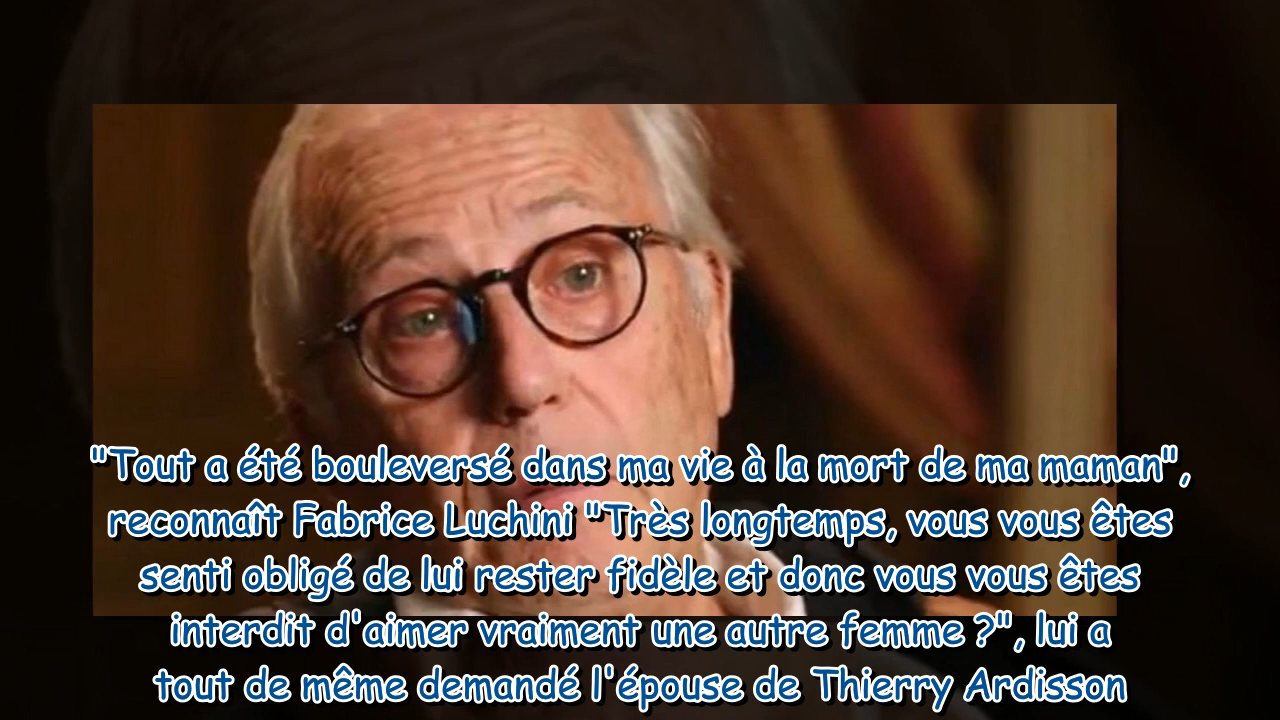 "Tout a été bouleversé dans ma vie à la mort de ma maman",
reconnaît Fabrice Luchini "Très longtemps, vous vous êtes
senti obligé de lui rester fidèle et donc vous vous êtes
interdit d'aimer vraiment une autre femme ?", lui a
tout de même demandé l'épouse de Thierry Ardisson